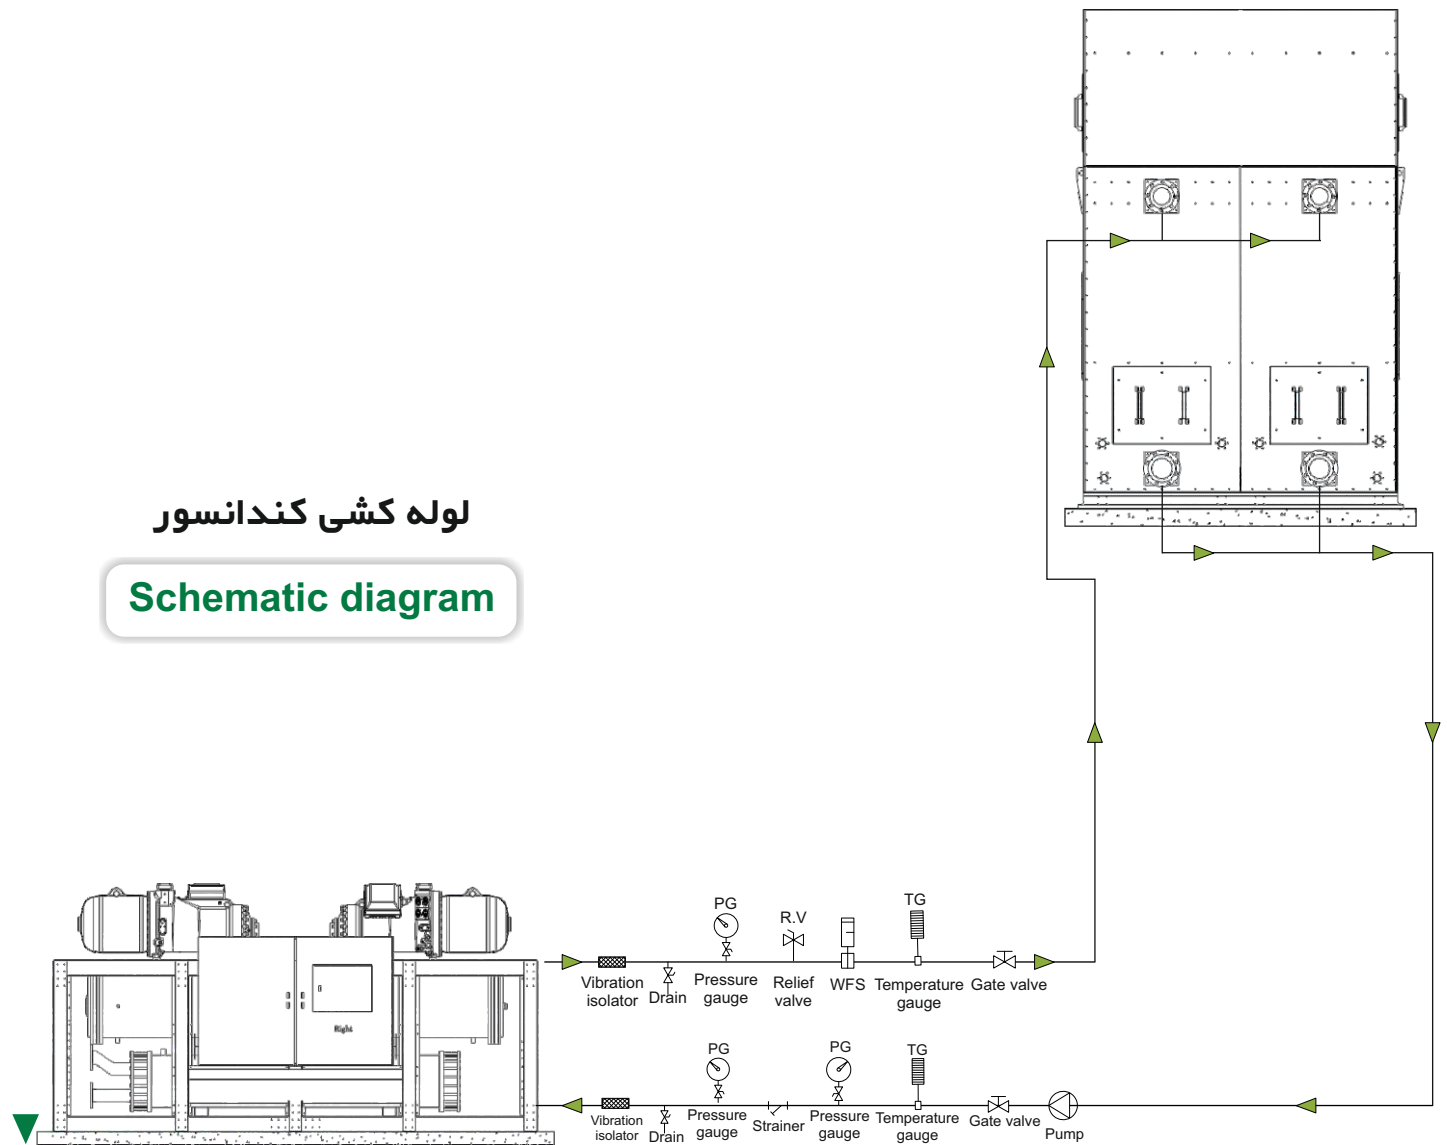 لوله کشی کندانسور
Schematic diagram
PG
R.V
TG
Vibration
isolator
Drain
Pressure
gauge
Relief
valve
WFS
Temperature
gauge
Gate valve
Right
PG
PG
TG
Vibration
isolator
Drain
Pressure
gauge
Strainer
Pressure
gauge
Temperature
gauge
Gate valve
Pump